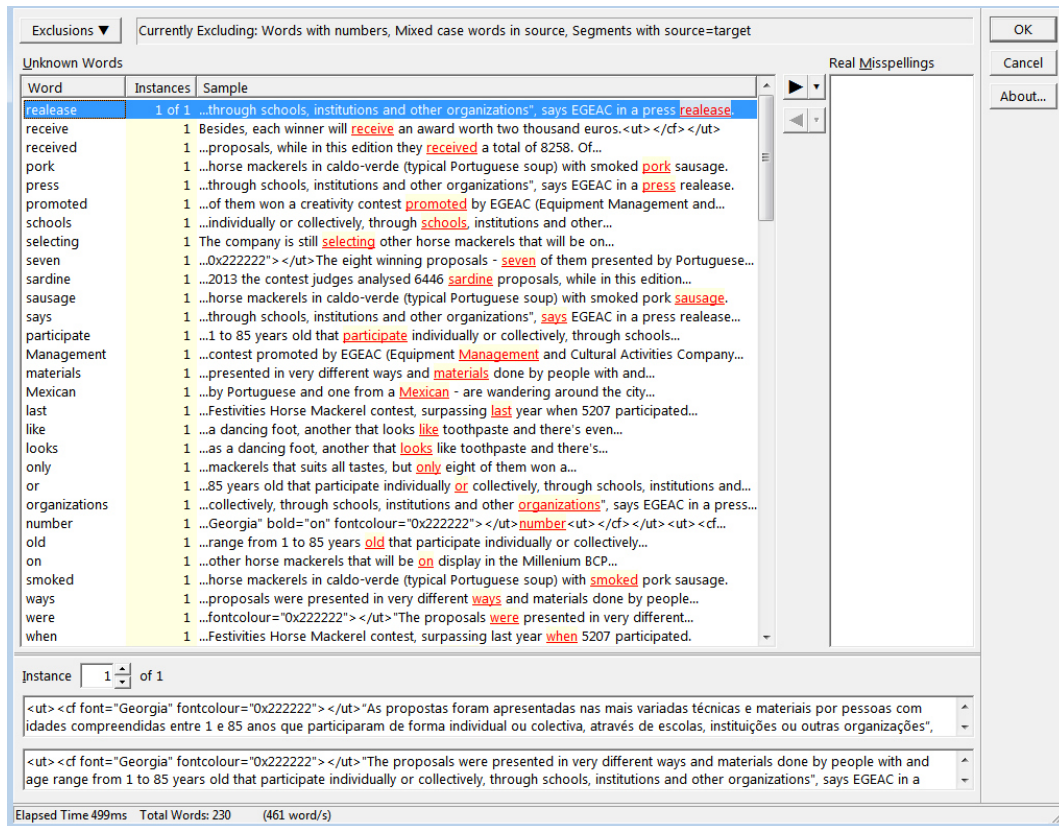 Exclusions ▼ Currently Excluding: Words with numbers, Mixed case words in source, Segments with source=target OK
Unknown Words Real Misspellings Cancel
Word Instances Sample About...
realease 1 of 1 ...through schools, institutions and other organizations", says EGEAC in a press realease.
receive 1 Besides, each winner will receive an award worth two thousand euros.<ut></cf></ut>
received 1 ...proposals, while in this edition they received a total of 8258. Of...
pork 1 ...horse mackerels in caldo-verde (typical Portuguese soup) with smoked pork sausage.
press 1 ...through schools, institutions and other organizations", says EGEAC in a press realease.
promoted 1 ...of them won a creativity contest promoted by EGEAC (Equipment Management and...
schools 1 ...individually or collectively, through schools, institutions and other...
selecting 1 The company is still selecting other horse mackerels that will be on...
seven 1 ...0x222222"></ut>The eight winning proposals - seven of them presented by Portuguese...
sardine 1 ...2013 the contest judges analysed 6446 sardine proposals, while in this edition...
sausage 1 ...horse mackerels in caldo-verde (typical Portuguese soup) with smoked pork sausage.
says 1 ...through schools, institutions and other organizations", says EGEAC in a press realease...
participate 1 ...1 to 85 years old that participate individually or collectively, through schools...
Management 1 ...contest promoted by EGEAC (Equipment Management and Cultural Activities Company...
materials 1 ...presented in very different ways and materials done by people with and...
Mexican 1 ...by Portuguese and one from a Mexican - are wandering around the city...
last 1 ...Festivities Horse Mackerel contest, surpassing last year when 5207 participated...
like 1 ...a dancing foot, another that looks like toothpaste and there's even...
looks 1 ...as a dancing foot, another that looks like toothpaste and there's...
only 1 ...mackerels that suits all tastes, but only eight of them won a...
or 1 ...85 years old that participate individually or collectively, through schools, institutions and...
organizations 1 ...collectively, through schools, institutions and other organizations", says EGEAC in a press...
number 1 ...Georgia" bold="on" fontcolour="0x222222"></ut>number<ut></cf></ut><ut><cf...
old 1 ...range from 1 to 85 years old that participate individually or collectively...
on 1 ...other horse mackerels that will be on display in the Millenium BCP...
smoked 1 ...horse mackerels in caldo-verde (typical Portuguese soup) with smoked pork sausage.
ways 1 ...proposals were presented in very different ways and materials done by people...
were 1 ...fontcolour="0x222222"></ut>"The proposals were presented in very different...
when 1 ...Festivities Horse Mackerel contest, surpassing last year when 5207 participated.
Instance 1 of 1
<ut><cf font="Georgia" fontcolour="0x222222"></ut>"As propostas foram apresentadas nas mais variadas técnicas e materiais por pessoas com
idades compreendidas entre 1 e 85 anos que participaram de forma individual ou colectiva, através de escolas, instituições ou outras organizações",
<ut><cf font="Georgia" fontcolour="0x222222"></ut>"The proposals were presented in very different ways and materials done by people with and
age range from 1 to 85 years old that participate individually or collectively, through schools, institutions and other organizations", says EGEAC in a
Elapsed Time 499ms Total Words: 230 (461 word/s)